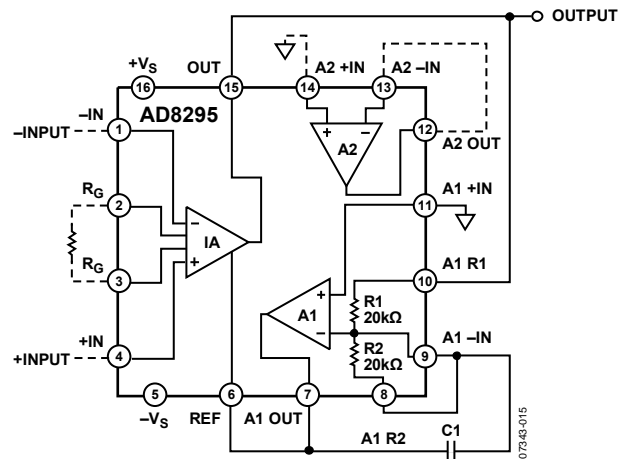 OUTPUT
+VS
OUT
A2 +IN
A2 –IN
16
15
14
13
AD8295
–IN
–INPUT
1
+
–
A2
12
A2 OUT
RG
2
A1 +IN
11
–
IA
+
RG
3
A1 R1
10
+
A1
–
R1
20kΩ
R2
20kΩ
A1 –IN
9
+IN
+INPUT
4
5
6
7
8
–VS
REF
A1 OUT
A1 R2
C1
07343-015